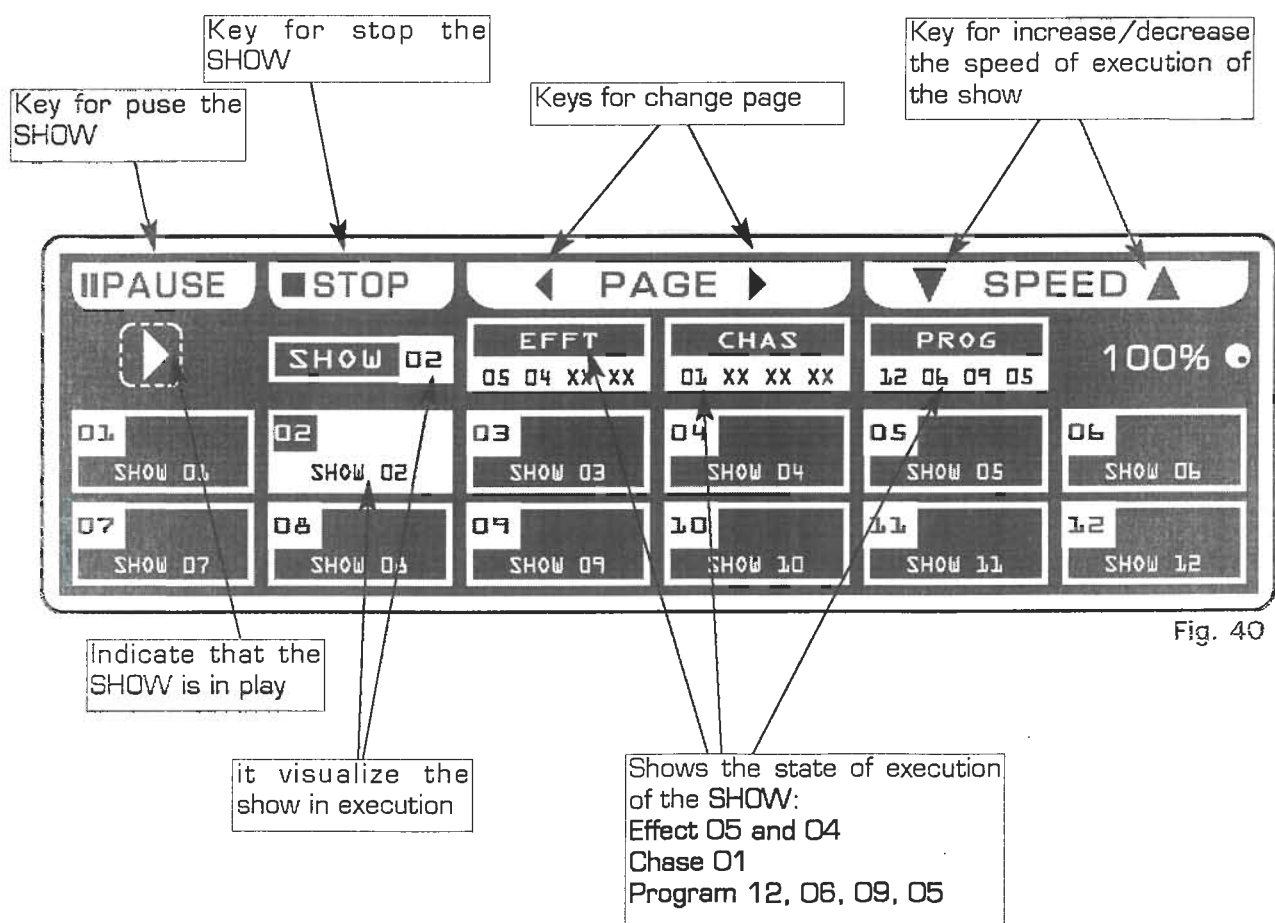 Key for stop the
SHOW
Key for increase/decrease
the speed of execution of
the show
Key for puse the
SHOW
Keys for change page
PAUSE
STOP
PAGE
SPEED
SHOW 02
EFFT
05 04 XX XX
CHAS
01 XX XX XX
PROG
12 06 09 05
100%
01
SHOW 01
02
SHOW 02
03
SHOW 03
04
SHOW 04
05
SHOW 05
06
SHOW 06
07
SHOW 07
08
SHOW 08
09
SHOW 09
10
SHOW 10
11
SHOW 11
12
SHOW 12
Fig. 40
Indicate that the
SHOW is in play
it visualize the
show in execution
Shows the state of execution
of the SHOW:
Effect 05 and 04
Chase 01
Program 12, 06, 09, 05